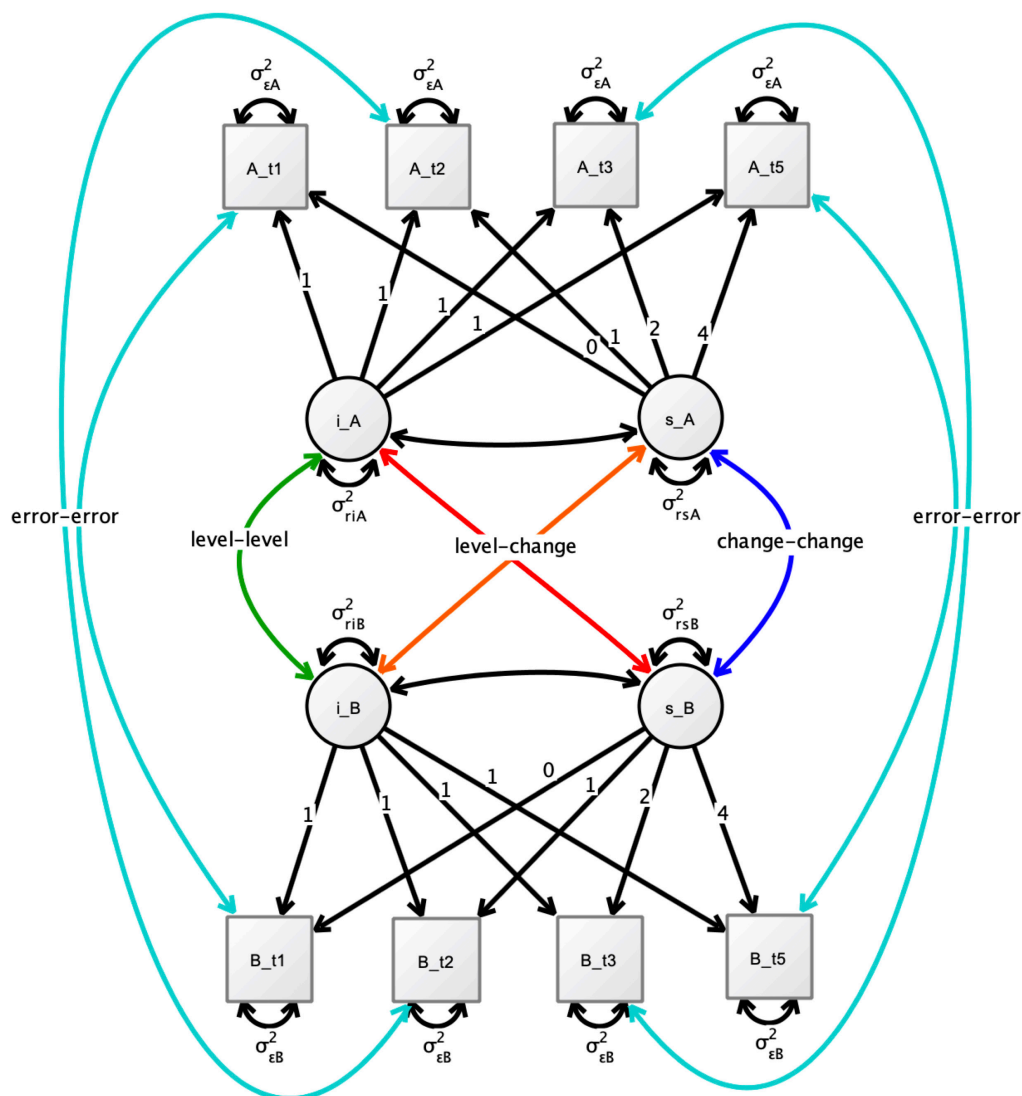 σ²εA σ²εA σ²εA σ²εA
A_t1 A_t2 A_t3 A_t5
1 1 1 1 0 1 2 4
i_A s_A
σ²riA σ²rsA
error-error level-level level-change change-change error-error
σ²riB σ²rsB
i_B s_B
1 1 1 1 0 1 2 4
B_t1 B_t2 B_t3 B_t5
σ²εB σ²εB σ²εB σ²εB